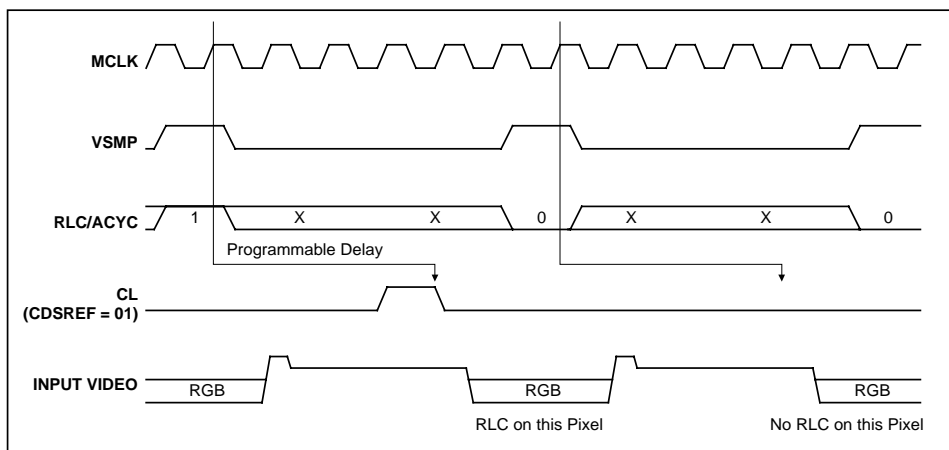 MCLK
VSMP
RLC/ACYC
1 X X 0 X X 0
Programmable Delay
CL
(CDSREF = 01)
INPUT VIDEO
RGB RGB RGB
RLC on this Pixel No RLC on this Pixel